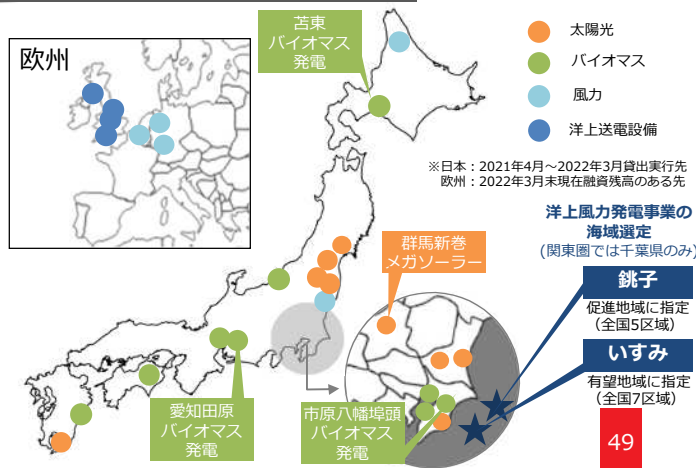 苫東
バイオマス
発電
太陽光
バイオマス
風力
洋上送電設備
欧州
※日本：2021年4月～2022年3月貸出実行先
欧州：2022年3月末現在融資残高のある先
洋上風力発電事業の
海域選定
(関東圏では千葉県のみ)
群馬新巻
メガソーラー
銚子
促進地域に指定
（全国5区域）
いすみ
有望地域に指定
（全国7区域）
愛知田原
バイオマス
発電
市原八幡埠頭
バイオマス
発電
49